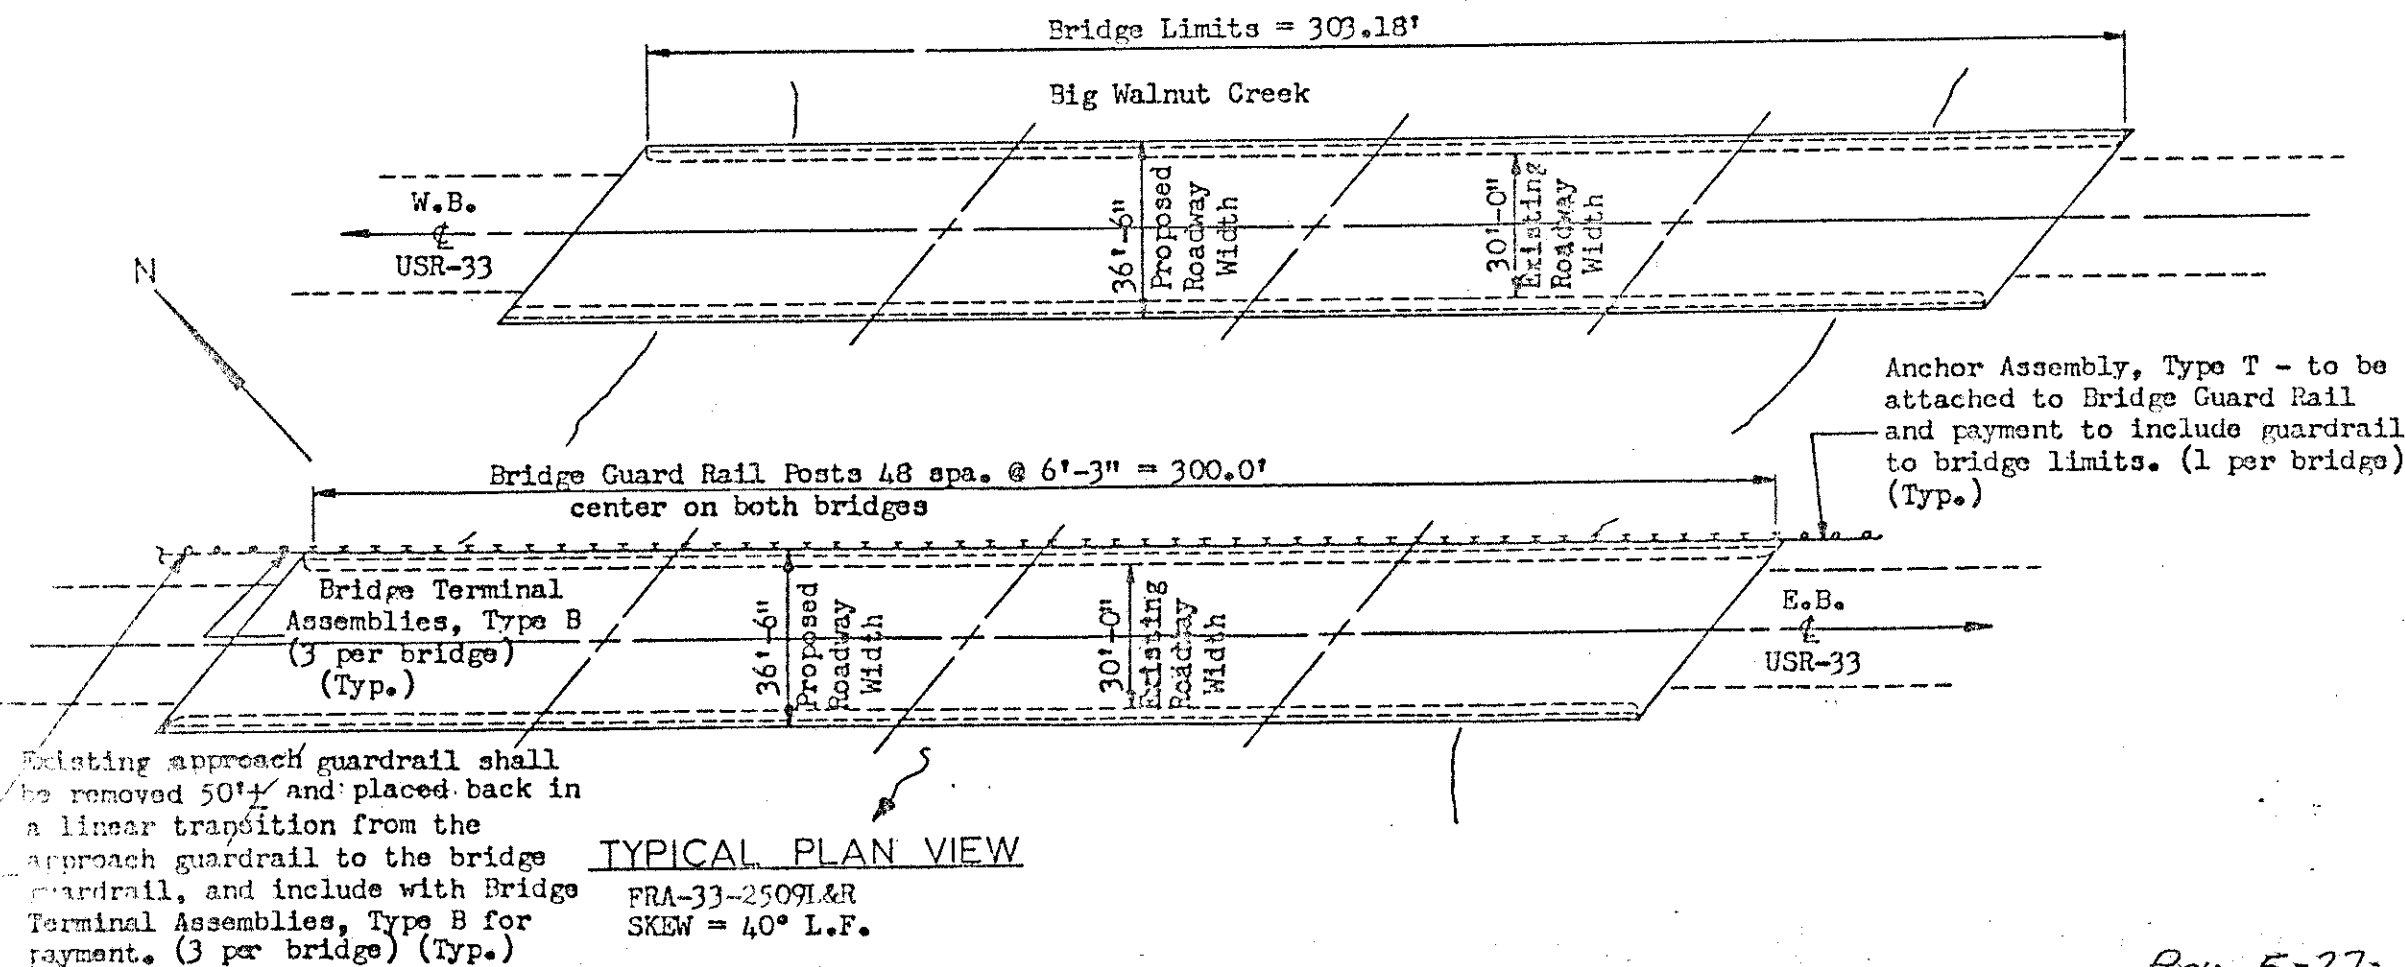 Bridge Limits = 303.18'
Big Walnut Creek
W.B.
℄
USR-33
36'-6"
Proposed
Roadway
Width
30'-0"
Existing
Roadway
Width
N
Anchor Assembly, Type T - to be
attached to Bridge Guard Rail
and payment to include guardrail
to bridge limits. (1 per bridge)
(Typ.)
Bridge Guard Rail Posts 48 spa. @ 6'-3" = 300.0'
center on both bridges
Bridge Terminal
Assemblies, Type B
(3 per bridge)
(Typ.)
36'-6"
Proposed
Roadway
Width
30'-0"
Existing
Roadway
Width
E.B.
℄
USR-33
Existing approach guardrail shall
be removed 50'± and placed back in
a linear transition from the
approach guardrail to the bridge
guardrail, and include with Bridge
Terminal Assemblies, Type B for
payment. (3 per bridge) (Typ.)
TYPICAL PLAN VIEW
FRA-33-2509L&R
SKEW = 40° L.F.
Rev. 5-27-